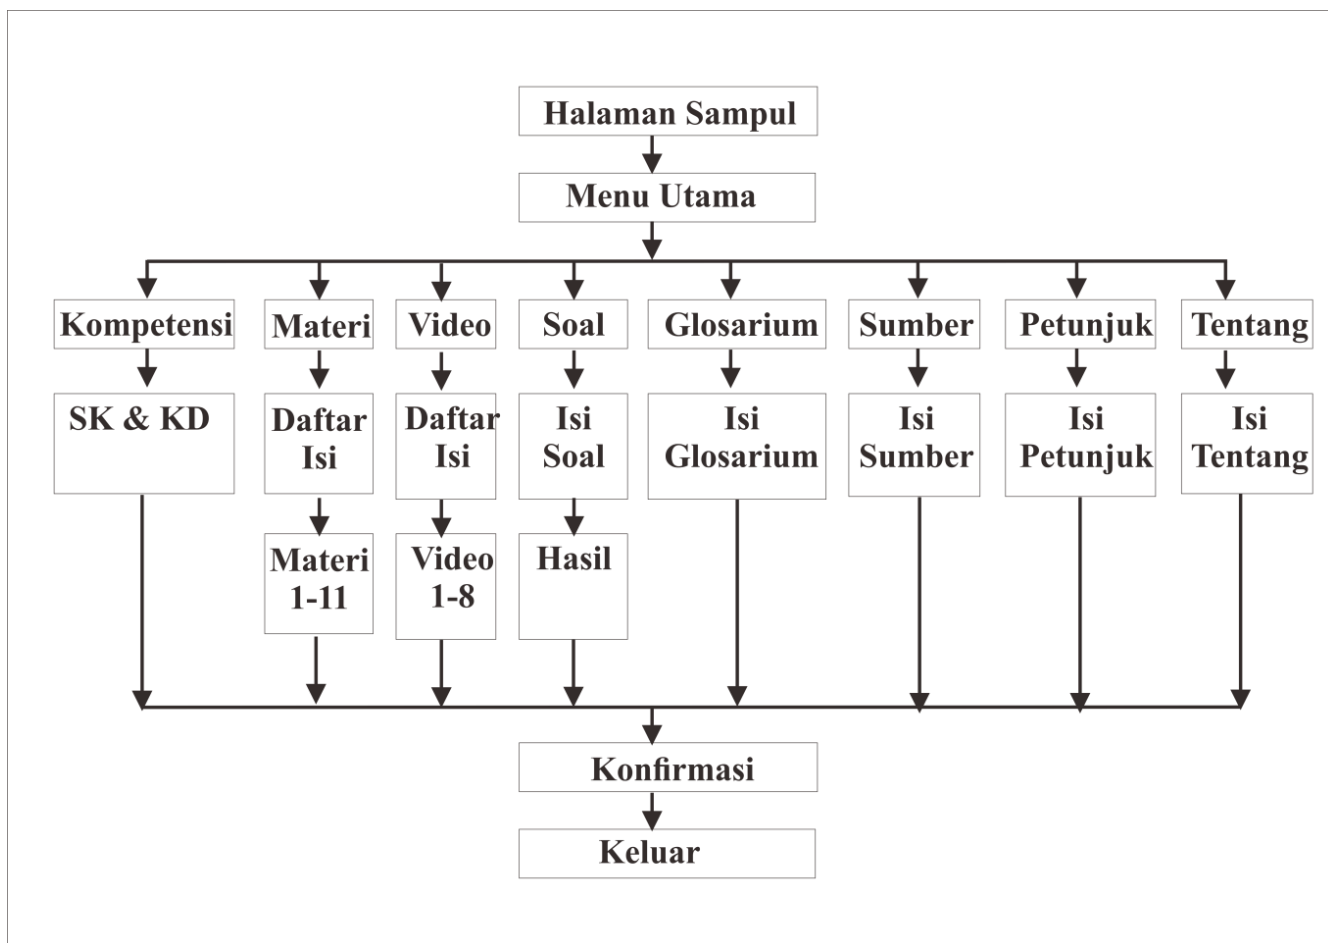 Halaman Sampul
Menu Utama
Kompetensi
Materi
Video
Soal
Glosarium
Sumber
Petunjuk
Tentang
SK & KD
Daftar
Isi
Daftar
Isi
Isi
Soal
Isi
Glosarium
Isi
Sumber
Isi
Petunjuk
Isi
Tentang
Materi
1-11
Video
1-8
Hasil
Konfirmasi
Keluar